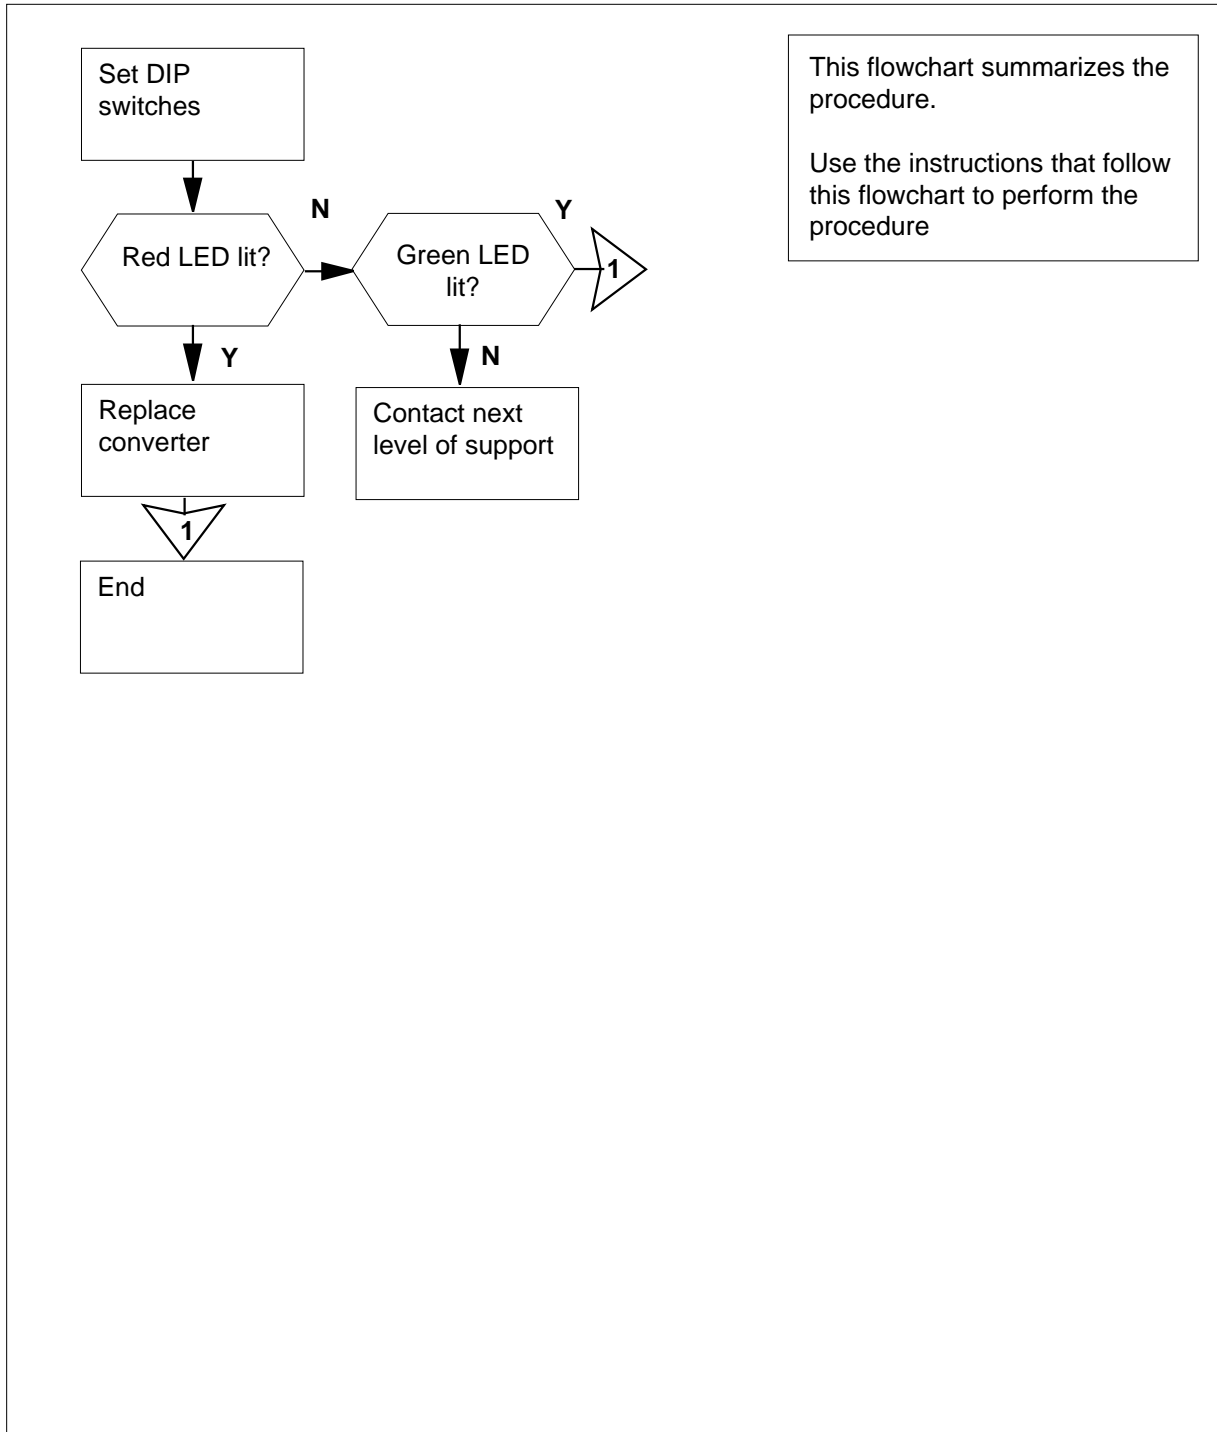 Set DIP
switches
This flowchart summarizes the
procedure.
Use the instructions that follow
this flowchart to perform the
procedure
N
Y
Red LED lit?
Green LED
lit?
1
Y
N
Replace
converter
Contact next
level of support
1
End